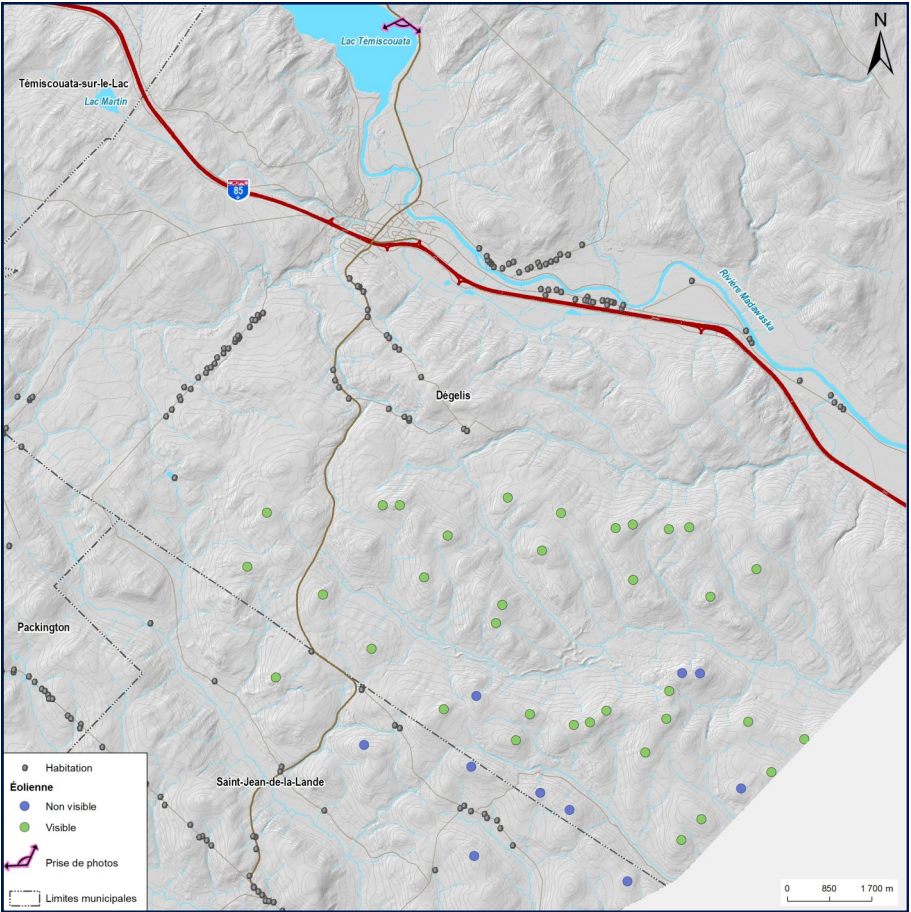 N
Lac Témiscouata
Témiscouata-sur-le-Lac
Lac Martin
85
Rivière Madawaska
Dégelis
Packington
Saint-Jean-de-la-Lande
Habitation
Éolienne
Non visible
Visible
Prise de photos
Limites municipales
0 850 1 700 m